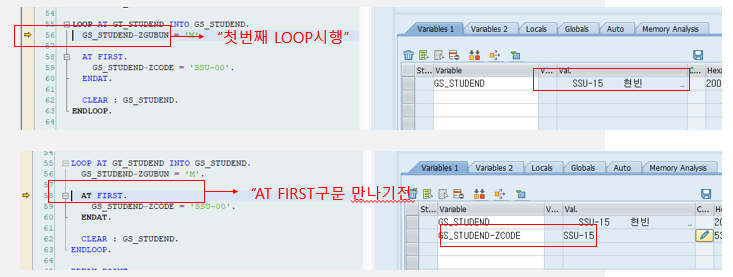 54
55 LOOP AT GT_STUDEND INTO GS_STUDEND.
56 GS_STUDEND-ZGUBUN = 'M'.
57
58 AT FIRST.
59 GS_STUDEND-ZCODE = 'SSU-00'.
60 ENDAT.
61
62 CLEAR : GS_STUDEND.
63 ENDLOOP.
64
“첫번째 LOOP시행”
Variables 1 Variables 2 Locals Globals Auto Memory Analysis
St... Variable V... Val. C... Hexa
GS_STUDEND SSU-15 현빈 ... 200
54
55 LOOP AT GT_STUDEND INTO GS_STUDEND.
56 GS_STUDEND-ZGUBUN = 'M'.
57
58 AT FIRST.
59 GS_STUDEND-ZCODE = 'SSU-00'.
60 ENDAT.
61
62 CLEAR : GS_STUDEND.
63 ENDLOOP.
64
“AT FIRST구문 만나기전”
Variables 1 Variables 2 Locals Globals Auto Memory Analysis
St... Variable V... Val. C... He
GS_STUDEND SSU-15 현빈 ... 20
GS_STUDEND-ZCODE SSU-15 53